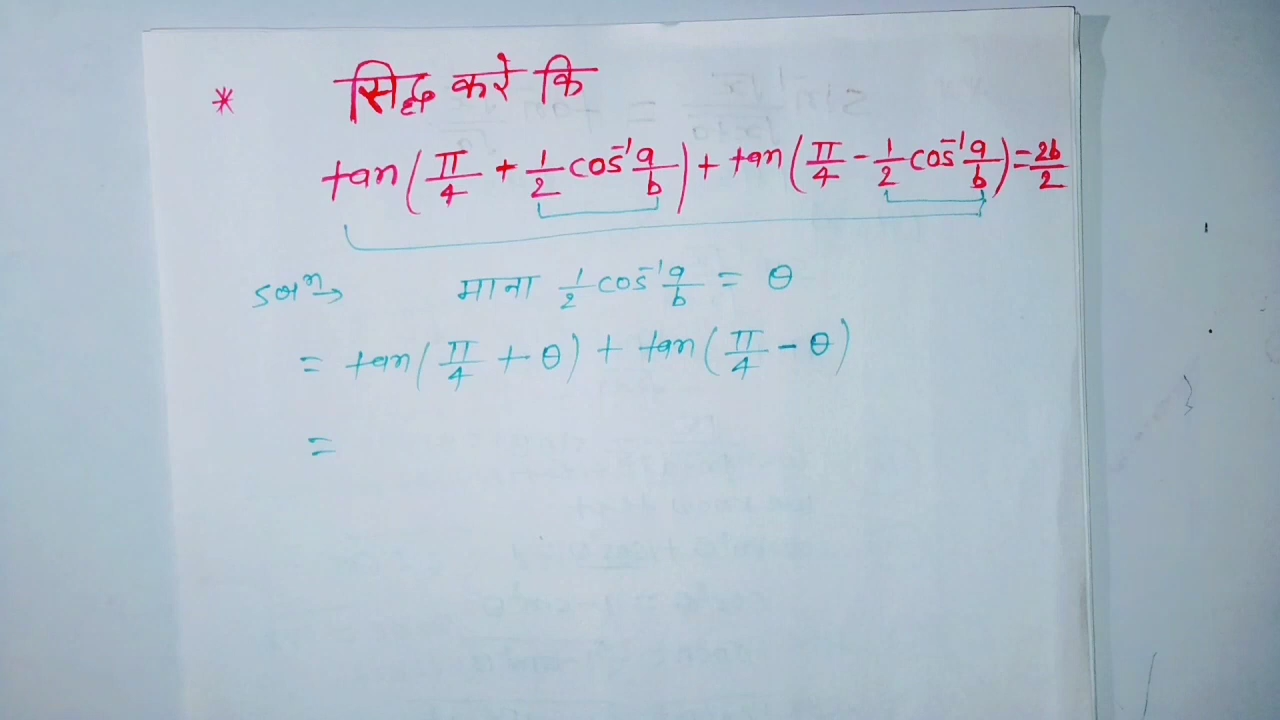 * सिद्ध करे कि
tan(π/4 + 1/2 cos⁻¹ a/b) + tan(π/4 - 1/2 cos⁻¹ a/b) = 2b/2
Solⁿ→ माना 1/2 cos⁻¹ a/b = θ
= tan(π/4 + θ) + tan(π/4 - θ)
=